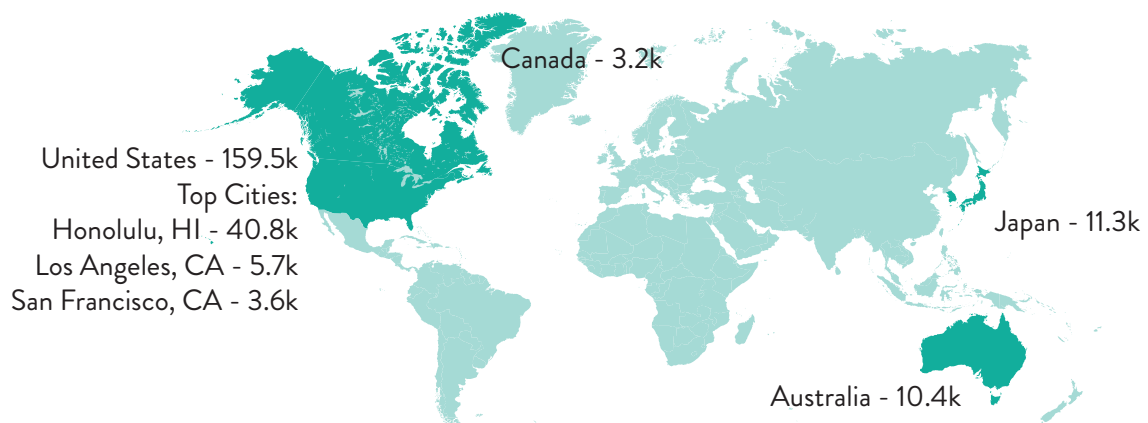 Canada - 3.2k
United States - 159.5k
Top Cities:
Honolulu, HI - 40.8k
Los Angeles, CA - 5.7k
San Francisco, CA - 3.6k
Japan - 11.3k
Australia - 10.4k